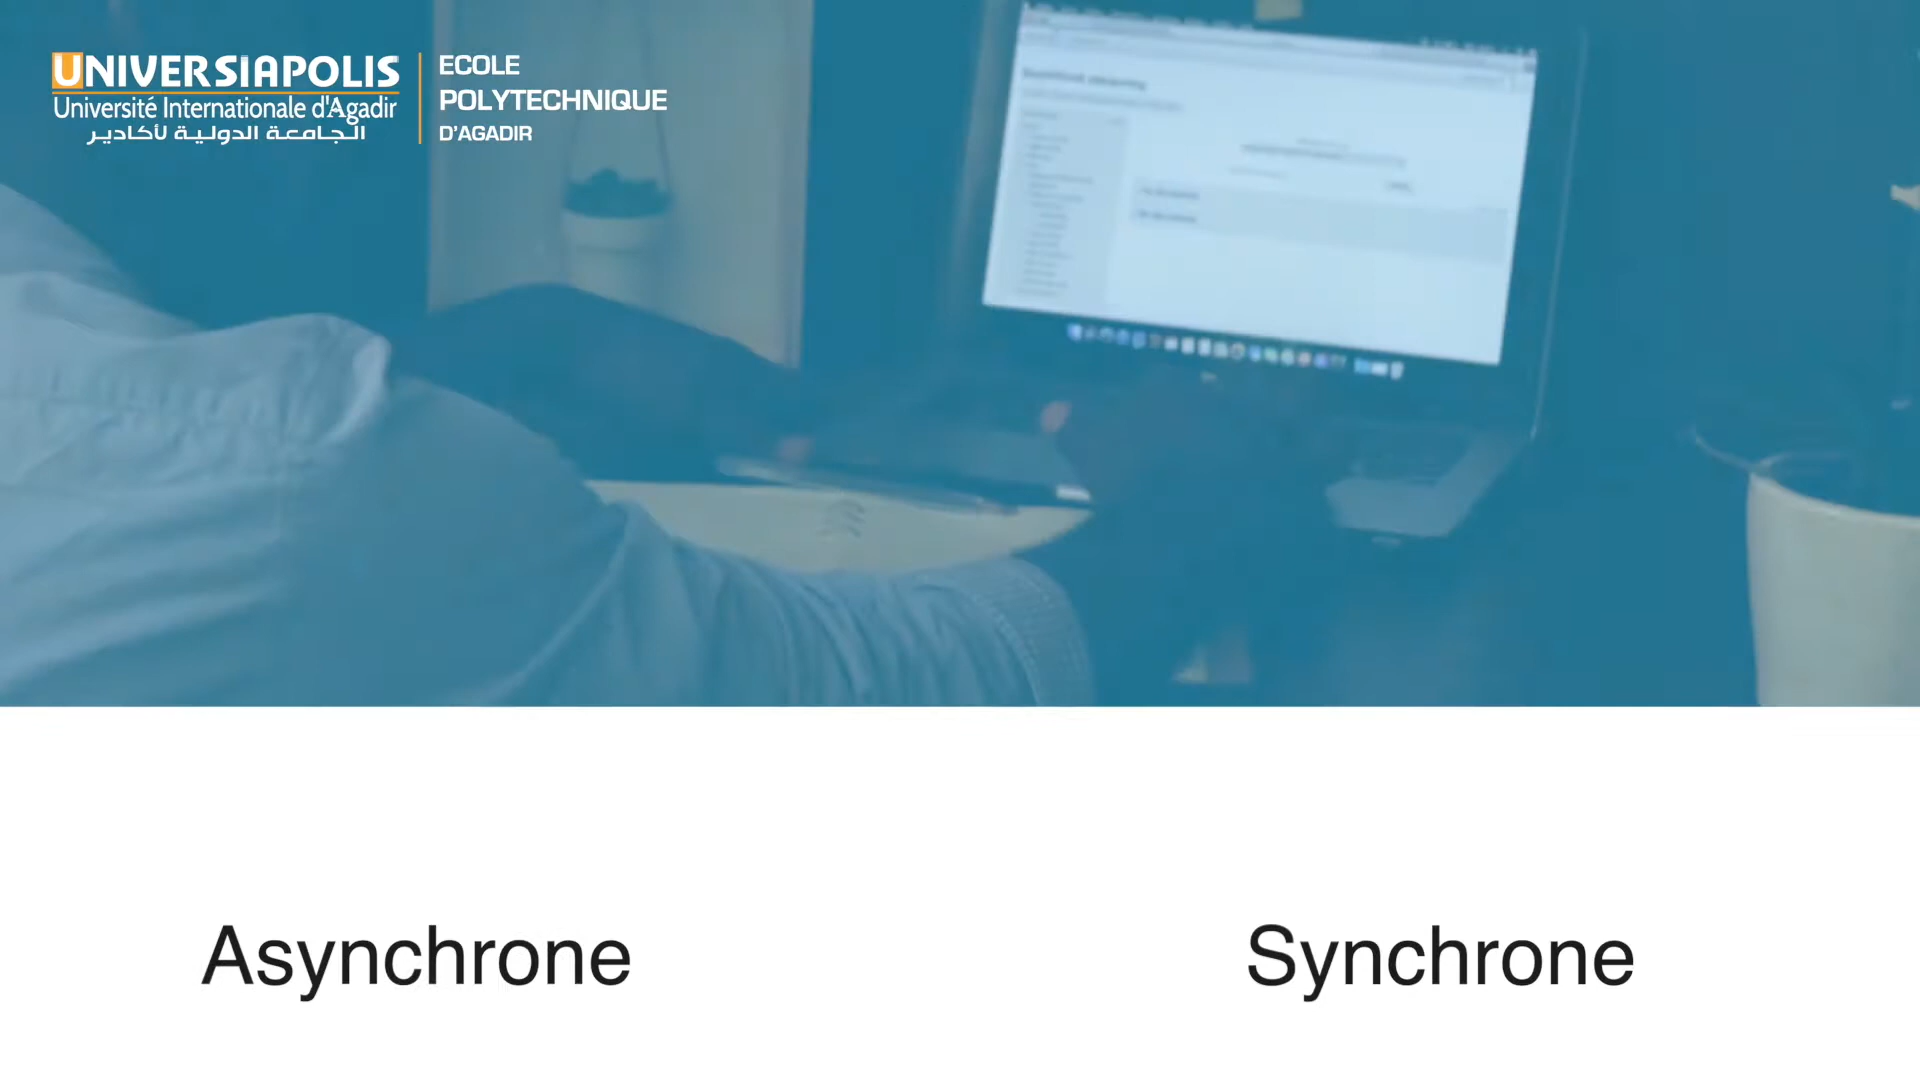 UNIVERSIAPOLIS
Université Internationale d'Agadir
الجامعة الدولية لأكادير
ECOLE
POLYTECHNIQUE
D'AGADIR
Asynchrone
Synchrone